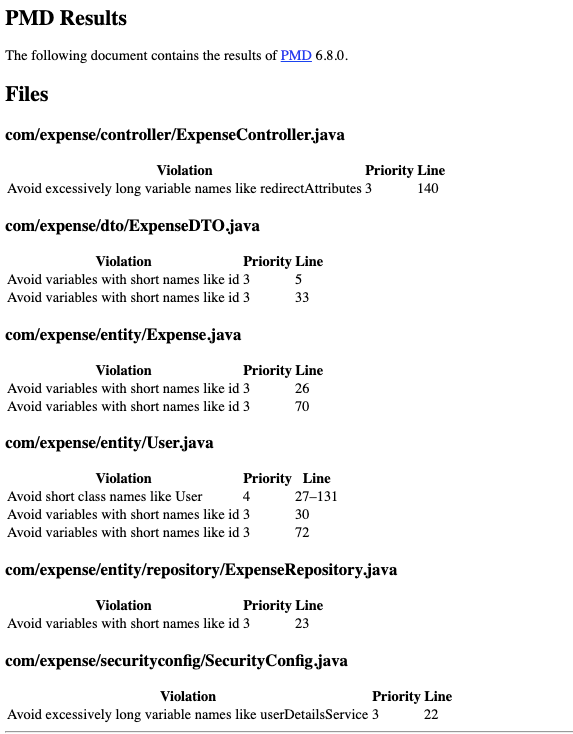 PMD Results
The following document contains the results of PMD 6.8.0.
Files
com/expense/controller/ExpenseController.java
Violation Priority Line
Avoid excessively long variable names like redirectAttributes 3 140
com/expense/dto/ExpenseDTO.java
Violation Priority Line
Avoid variables with short names like id 3 5
Avoid variables with short names like id 3 33
com/expense/entity/Expense.java
Violation Priority Line
Avoid variables with short names like id 3 26
Avoid variables with short names like id 3 70
com/expense/entity/User.java
Violation Priority Line
Avoid short class names like User 4 27–131
Avoid variables with short names like id 3 30
Avoid variables with short names like id 3 72
com/expense/entity/repository/ExpenseRepository.java
Violation Priority Line
Avoid variables with short names like id 3 23
com/expense/securityconfig/SecurityConfig.java
Violation Priority Line
Avoid excessively long variable names like userDetailsService 3 22